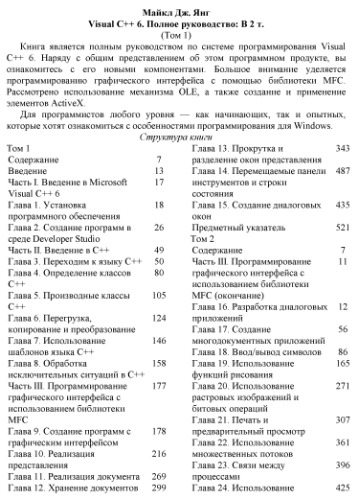 Майкл Дж. Янг
Visual C++ 6. Полное руководство: В 2 т.
(Том 1)
Книга является полным руководством по системе программирования Visual
C++ 6. Наряду с общим представлением об этом программном продукте, вы
ознакомитесь с его новыми компонентами. Большое внимание уделяется
программированию графического интерфейса с помощью библиотеки MFC.
Рассмотрено использование механизма OLE, а также создание и применение
элементов ActiveX.
Для программистов любого уровня — как начинающих, так и опытных,
которые хотят ознакомиться с особенностями программирования для Windows.
Структура книги
Том 1
Содержание 7
Введение 13
Часть I. Введение в Microsoft 17
Visual C++ 6
Глава 1. Установка 18
программного обеспечения
Глава 2. Создание программ в 26
среде Developer Studio
Часть II. Введение в C++ 49
Глава 3. Переходим к языку C++ 50
Глава 4. Определение классов 80
C++
Глава 5. Производные классы 105
C++
Глава 6. Перегрузка, 124
копирование и преобразование
Глава 7. Использование 146
шаблонов языка C++
Глава 8. Обработка 158
исключительных ситуаций в C++
Часть III. Программирование 177
графического интерфейса с
использованием библиотеки
MFC
Глава 9. Создание программ с 178
графическим интерфейсом
Глава 10. Реализация 216
представления
Глава 11. Реализация документа 269
Глава 12. Хранение документов 299
Глава 13. Прокрутка и 343
разделение окон представления
Глава 14. Перемещаемые панели 487
инструментов и строки
состояния
Глава 15. Создание диалоговых 435
окон
Предметный указатель 521
Том 2
Содержание 7
Часть III. Программирование 11
графического интерфейса с
использованием библиотеки
MFC (окончание)
Глава 16. Разработка диалоговых 12
приложений
Глава 17. Создание 56
многодокументных приложений
Глава 18. Ввод/вывод символов 86
Глава 19. Использование 165
функций рисования
Глава 20. Использование 271
растровых изображений и
битовых операций
Глава 21. Печать и 307
предварительный просмотр
Глава 22. Использование 361
множественных потоков
Глава 23. Связи между 396
процессами
Глава 24. Использование 425